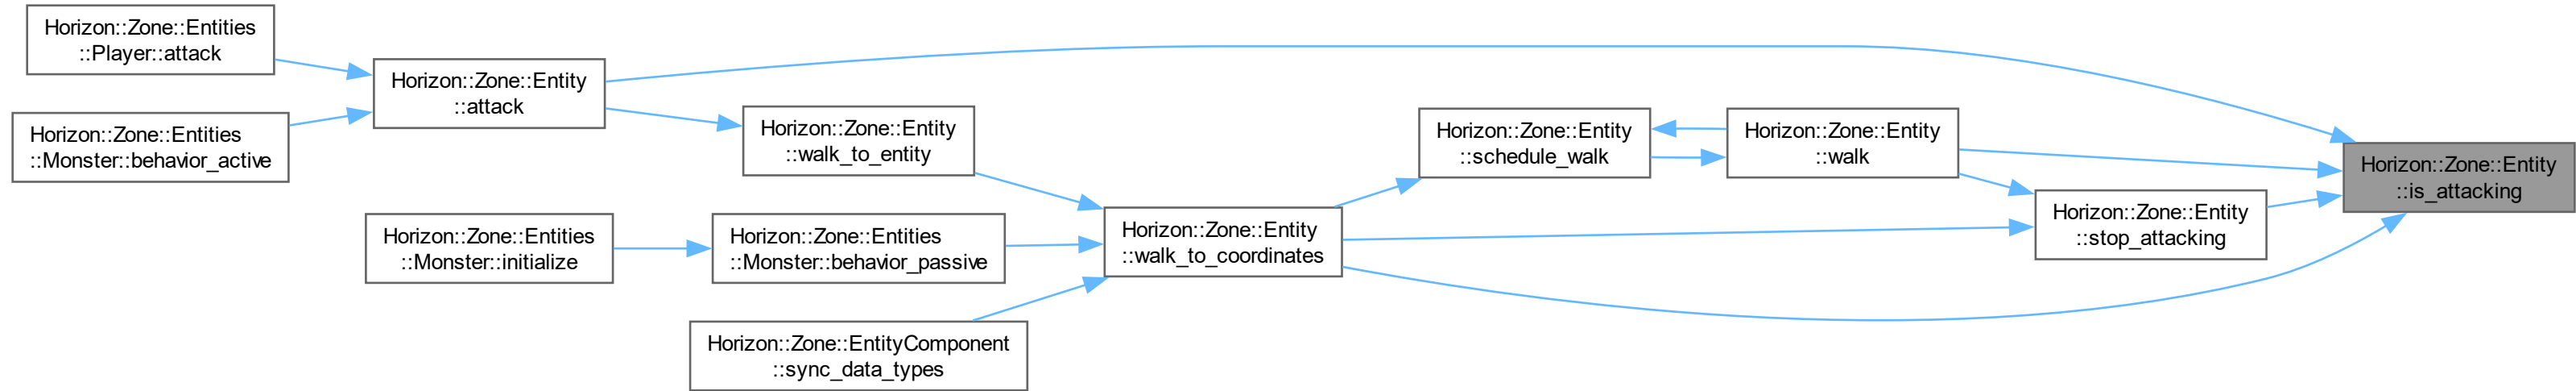 Horizon::Zone::Entities
::Player::attack
Horizon::Zone::Entities
::Monster::behavior_active
Horizon::Zone::Entity
::attack
Horizon::Zone::Entity
::walk_to_entity
Horizon::Zone::Entities
::Monster::initialize
Horizon::Zone::Entities
::Monster::behavior_passive
Horizon::Zone::EntityComponent
::sync_data_types
Horizon::Zone::Entity
::walk_to_coordinates
Horizon::Zone::Entity
::schedule_walk
Horizon::Zone::Entity
::walk
Horizon::Zone::Entity
::stop_attacking
Horizon::Zone::Entity
::is_attacking